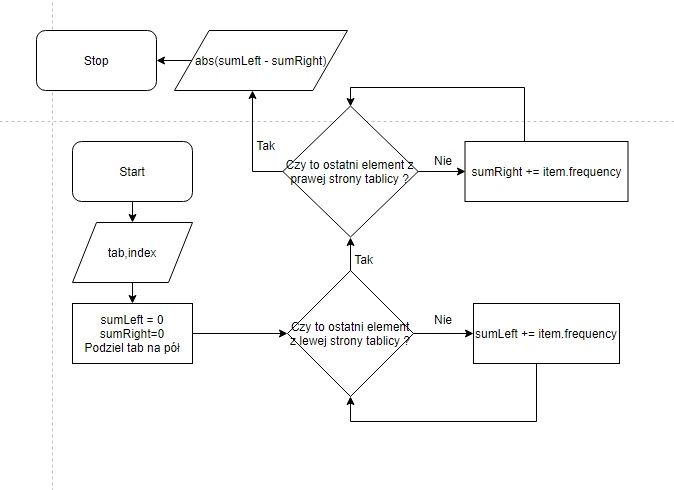 Stop
abs(sumLeft - sumRight)
Tak
Start
Czy to ostatni element z
prawej strony tablicy ?
Nie
sumRight += item.frequency
tab,index
Tak
sumLeft = 0
sumRight=0
Podziel tab na pół
Czy to ostatni element
z lewej strony tablicy ?
Nie
sumLeft += item.frequency